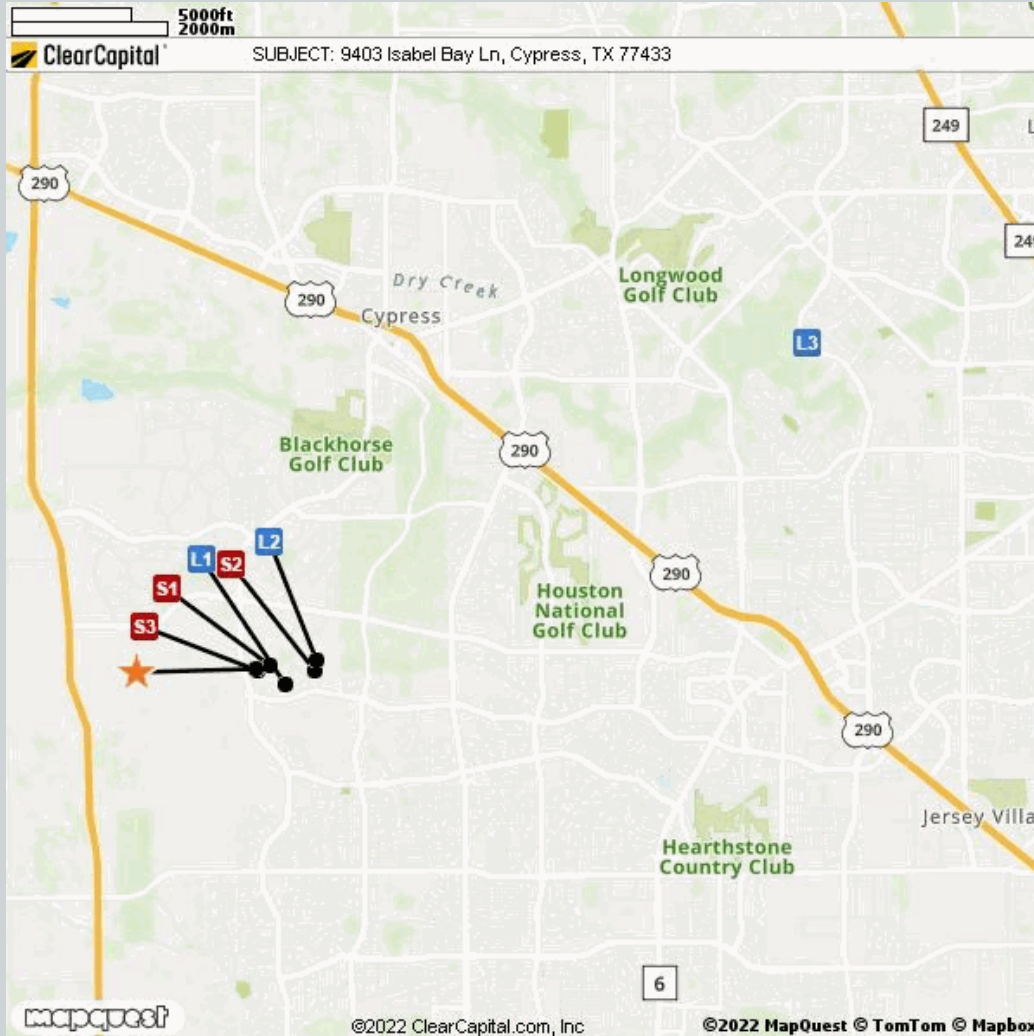 5000ft
2000m
ClearCapital
SUBJECT: 9403 Isabel Bay Ln, Cypress, TX 77433
249
290
249
Longwood
Golf Club
Dry Creek
290
Cypress
L3
Blackhorse
Golf Club
290
L2
L1
S2
S1
290
Houston
National
Golf Club
S3
290
Jersey Villa
Hearthstone
Country Club
6
mapquest
©2022 ClearCapital.com, Inc
©2022 MapQuest © TomTom © Mapbo